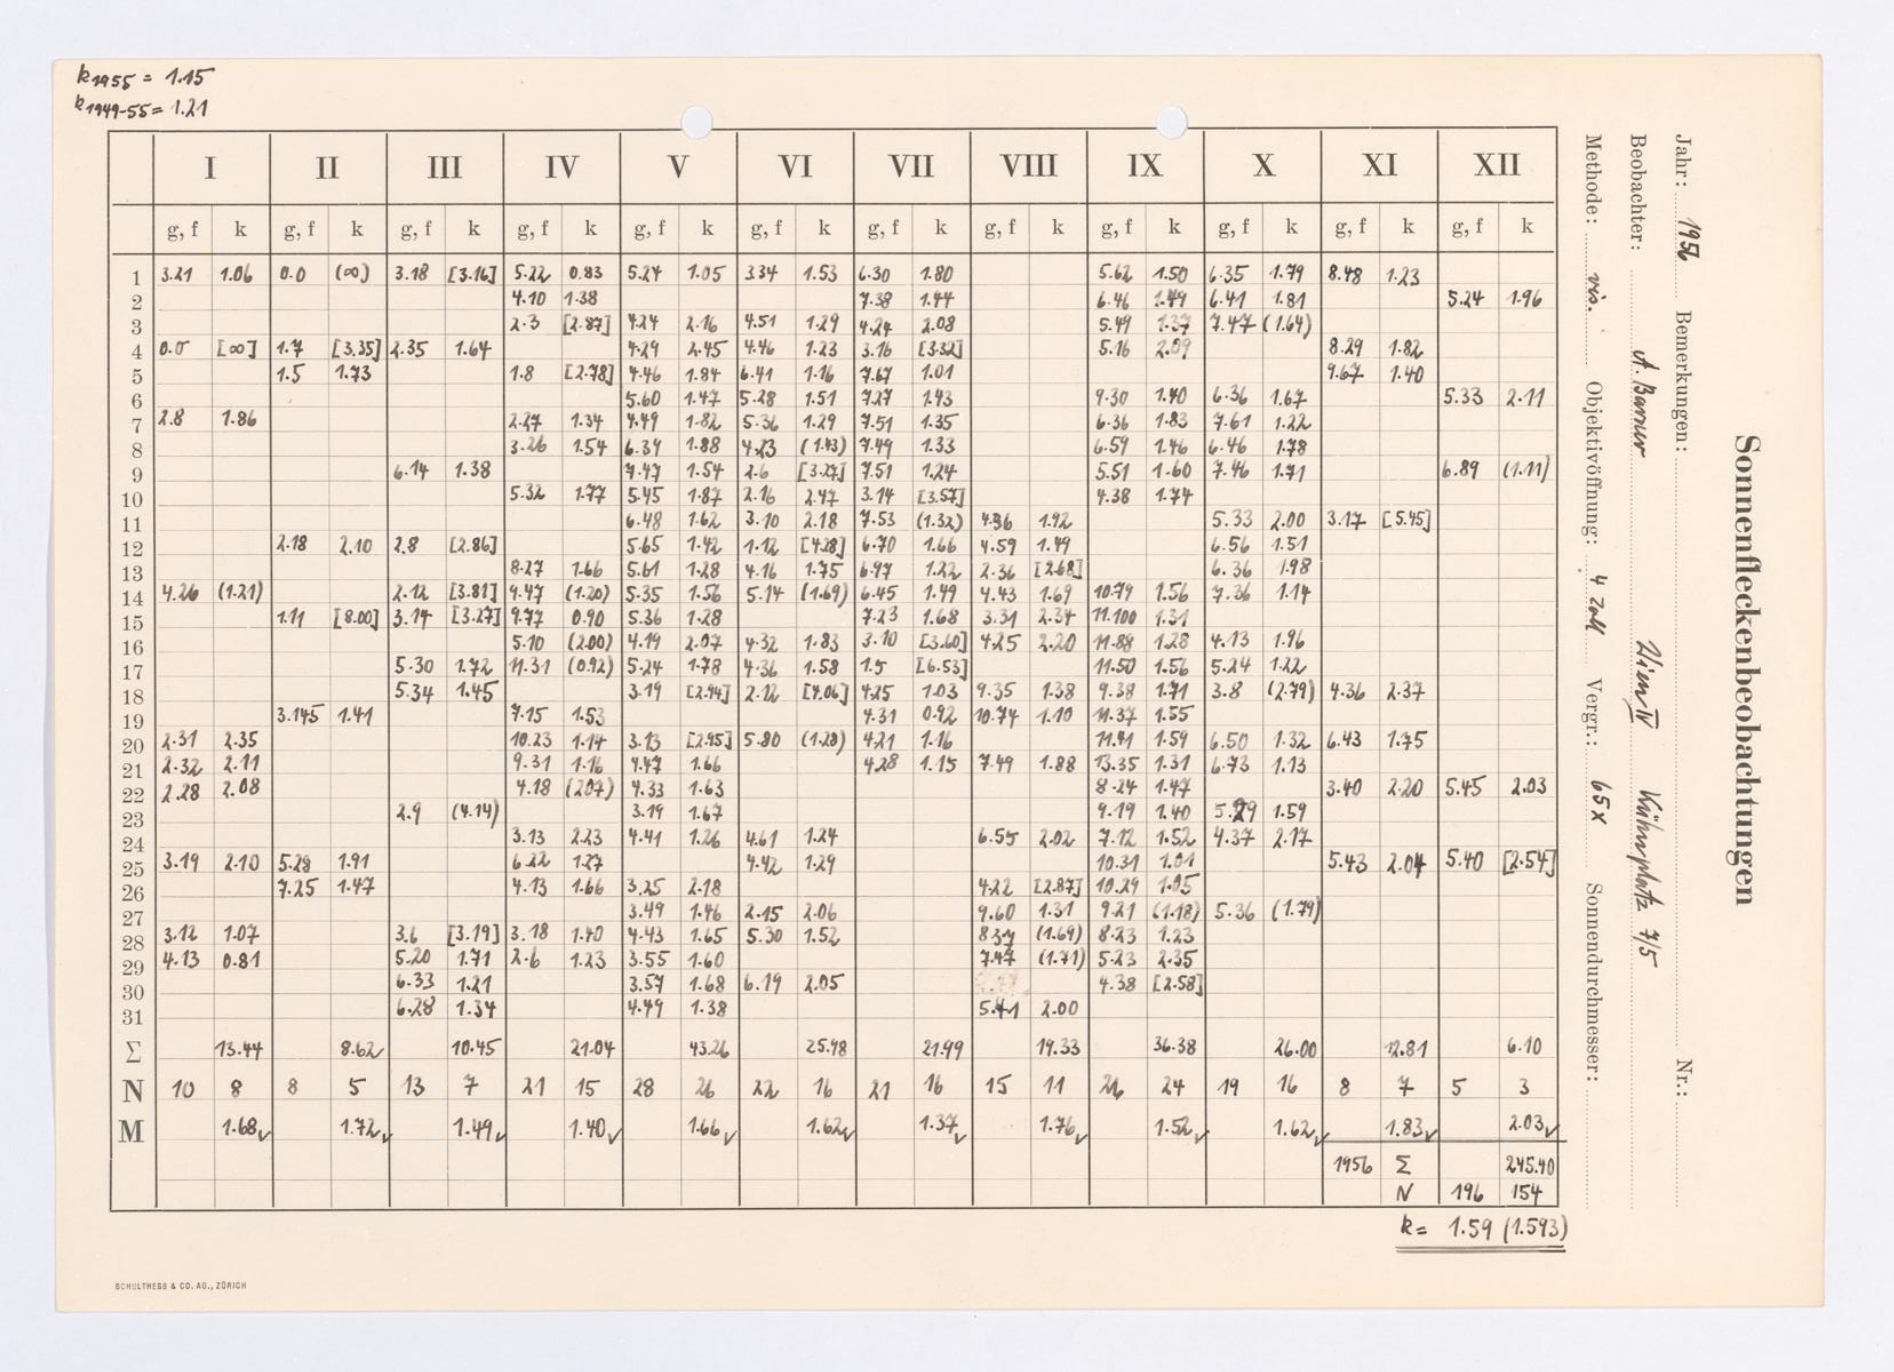 k1955 = 1.15
k1949-55 = 1.21
I II III IV V VI VII VIII IX X XI XII
g, f k g, f k g, f k g, f k g, f k g, f k g, f k g, f k g, f k g, f k g, f k g, f k
1 3.21 1.06 0.0 (∞) 3.18 [3.16] 5.22 0.83 5.27 1.05 3.34 1.53 6.30 1.80 5.62 1.50 6.35 1.79 8.48 1.23
2 4.10 1.38 7.38 1.44 6.46 1.49 6.41 1.81 5.24 1.96
3 2.3 [2.87] 4.24 2.16 4.51 1.29 4.24 2.08 5.49 1.37 7.47 (1.64)
4 0.0 [∞] 1.7 [3.35] 2.35 1.64 4.29 2.45 4.46 1.23 3.16 [3.32] 5.16 2.09 8.29 1.82
5 1.5 1.73 1.8 [2.78] 4.46 1.84 6.41 1.16 7.67 1.01 9.67 1.40
6 5.60 1.47 5.28 1.51 7.27 1.43 9.30 1.40 6.36 1.67 5.33 2.11
7 2.8 1.86 2.27 1.34 4.49 1.82 5.36 1.29 7.51 1.35 6.36 1.83 7.61 1.22
8 3.26 1.54 6.39 1.88 4.23 (1.43) 7.49 1.33 6.59 1.46 6.46 1.78
9 6.14 1.38 7.47 1.54 2.6 [3.27] 7.51 1.24 5.51 1.60 7.46 1.71 6.89 (1.11)
10 5.32 1.77 5.45 1.87 2.16 2.47 3.14 [3.57] 4.38 1.74
11 6.48 1.62 3.10 2.18 7.53 (1.32) 4.36 1.92 5.33 2.00 3.17 [5.45]
12 2.18 2.10 2.8 [2.86] 5.65 1.42 1.12 [4.28] 6.70 1.66 4.59 1.49 6.56 1.51
13 8.27 1.66 5.61 1.28 4.16 1.75 6.97 1.22 2.36 [2.68] 6.36 1.98
14 4.26 (1.21) 2.12 [3.81] 9.47 (1.20) 5.35 1.56 5.14 (1.69) 6.45 1.49 4.43 1.69 10.79 1.56 7.26 1.14
15 1.11 [8.00] 3.14 [3.27] 9.77 0.90 5.36 1.28 7.23 1.68 3.31 2.34 11.100 1.31
16 5.10 (2.00) 4.19 2.07 4.32 1.83 3.10 [3.60] 4.25 2.20 11.88 1.28 4.13 1.96
17 5.30 1.72 11.31 (0.92) 5.24 1.78 4.36 1.58 1.5 [6.53] 11.50 1.56 5.24 1.22
18 5.34 1.45 3.19 [2.94] 2.12 [4.06] 4.25 1.03 9.35 1.38 9.38 1.71 3.8 (2.79) 4.36 2.37
19 3.145 1.41 7.15 1.53 4.31 0.92 10.74 1.10 11.37 1.55
20 2.31 2.35 10.23 1.14 3.13 [2.95] 5.80 (1.28) 4.21 1.16 11.41 1.59 6.50 1.32 6.43 1.75
21 2.32 2.11 9.31 1.16 4.47 1.66 4.28 1.15 7.49 1.88 13.35 1.31 6.73 1.13
22 2.28 2.08 4.18 (2.07) 4.33 1.63 8.24 1.47 3.40 2.20 5.45 2.03
23 2.9 (4.14) 3.19 1.67 9.19 1.40 5.29 1.59
24 3.13 2.23 4.41 1.26 4.61 1.24 6.55 2.02 7.12 1.52 4.37 2.17
25 3.19 2.10 5.28 1.91 6.22 1.27 4.42 1.29 10.31 1.01 5.43 2.04 5.40 [2.54]
26 7.25 1.47 4.13 1.66 3.25 2.18 4.22 [2.87] 10.29 1.05
27 3.49 1.46 2.15 2.06 9.60 1.31 9.21 (1.18) 5.36 (1.79)
28 3.12 1.07 3.6 [3.19] 3.18 1.40 4.43 1.65 5.30 1.52 8.37 (1.69) 8.23 1.23
29 4.13 0.81 5.20 1.71 2.6 1.23 3.55 1.60 7.47 (1.71) 5.23 2.35
30 6.33 1.21 3.57 1.68 6.19 2.05 4.38 [2.58]
31 6.28 1.34 4.49 1.38 5.41 2.00
Σ 13.44 8.62 10.45 21.04 43.26 25.98 21.99 19.33 36.38 26.00 12.81 6.10
N 10 8 8 5 13 7 21 15 28 26 22 16 21 16 15 11 26 24 19 16 8 7 5 3
M 1.68✓ 1.72✓ 1.49✓ 1.40✓ 1.66✓ 1.62✓ 1.37✓ 1.76✓ 1.52✓ 1.62✓ 1.83✓ 2.03✓
1956 Σ 245.40
N 196 154
k = 1.59 (1.593)
SCHULTHESS & CO. AG., ZÜRICH
Sonnenfleckenbeobachtungen
Jahr: 1956 Bemerkungen: Nr.:
Beobachter: A. Barner Wien IV Kühnplatz 7/5
Methode: vis. Objektivöffnung: 4 Zoll Vergr.: 65x Sonnendurchmesser: